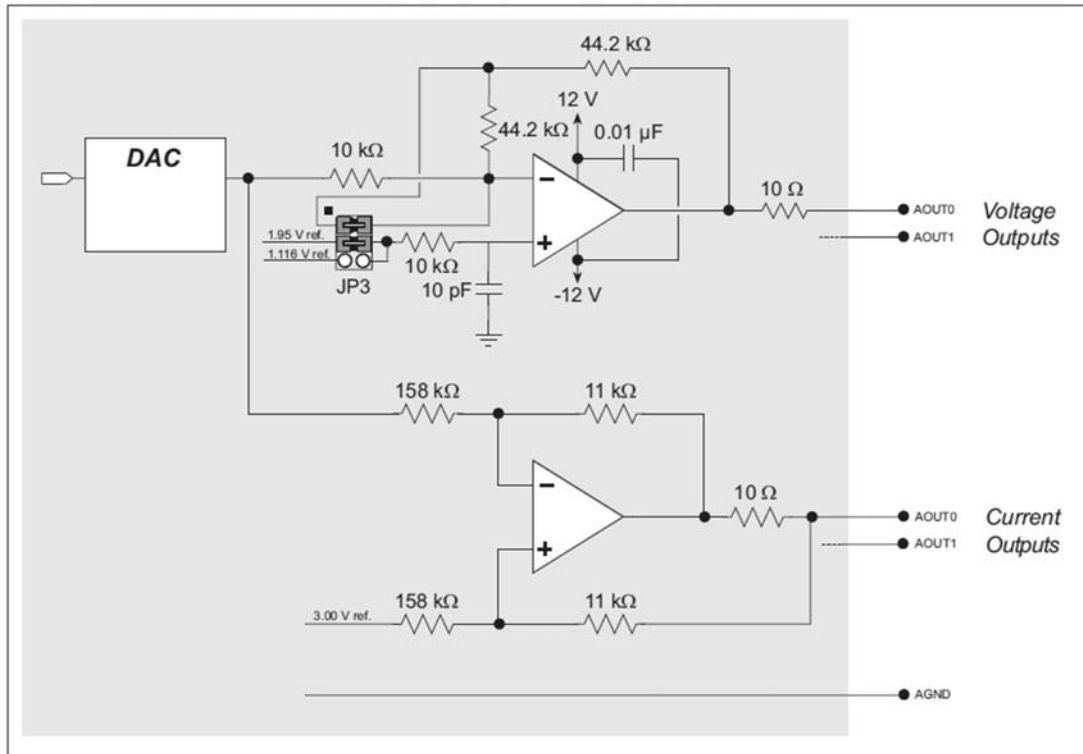 44.2 kΩ
12 V
44.2 kΩ
0.01 µF
DAC
10 kΩ
–
10 Ω
AOUT0
Voltage
AOUT1
Outputs
1.95 V ref.
+
1.116 V ref.
10 kΩ
JP3
10 pF
-12 V
158 kΩ
11 kΩ
–
10 Ω
AOUT0
Current
AOUT1
Outputs
+
158 kΩ
11 kΩ
3.00 V ref.
AGND